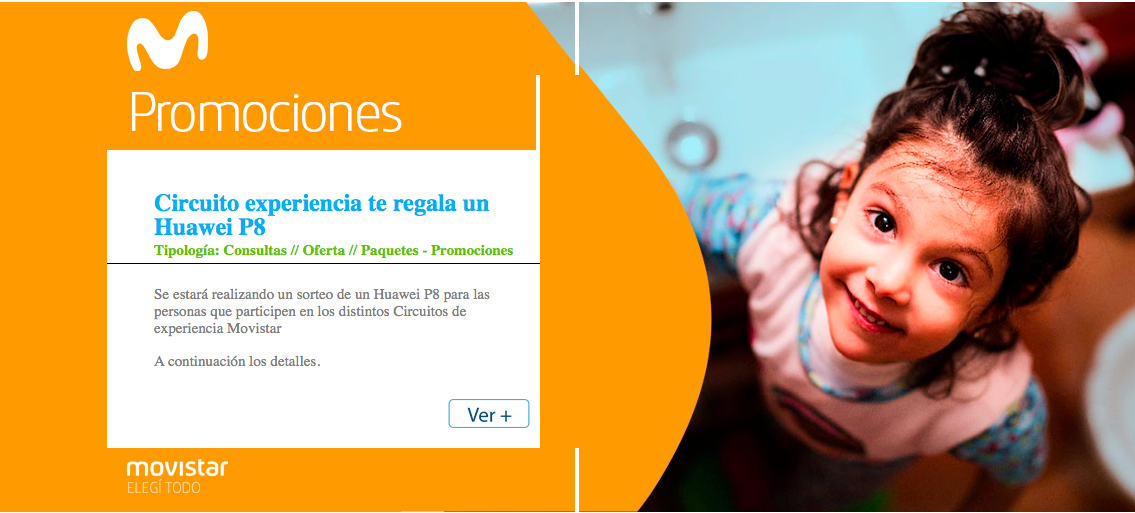 Promociones
Circuito experiencia te regala un
Huawei P8
Tipología: Consultas // Oferta // Paquetes - Promociones
Se estará realizando un sorteo de un Huawei P8 para las
personas que participen en los distintos Circuitos de
experiencia Movistar
A continuación los detalles.
Ver +
movistar
ELEGÍ TODO